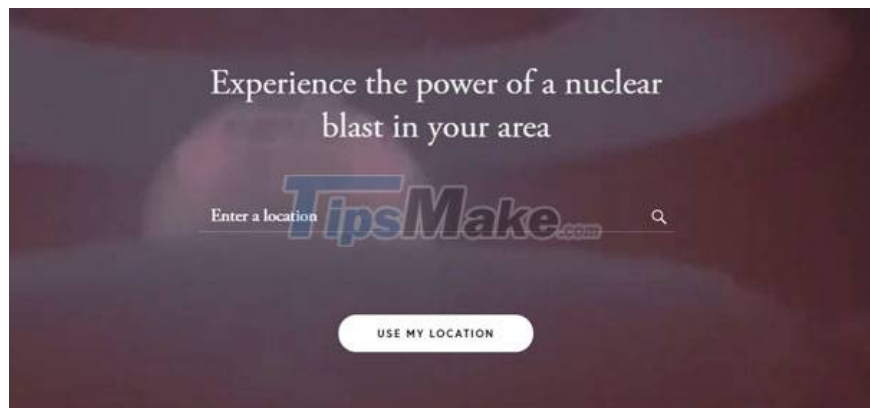 Experience the power of a nuclear
blast in your area
Enter a location
TipsMake.com
USE MY LOCATION